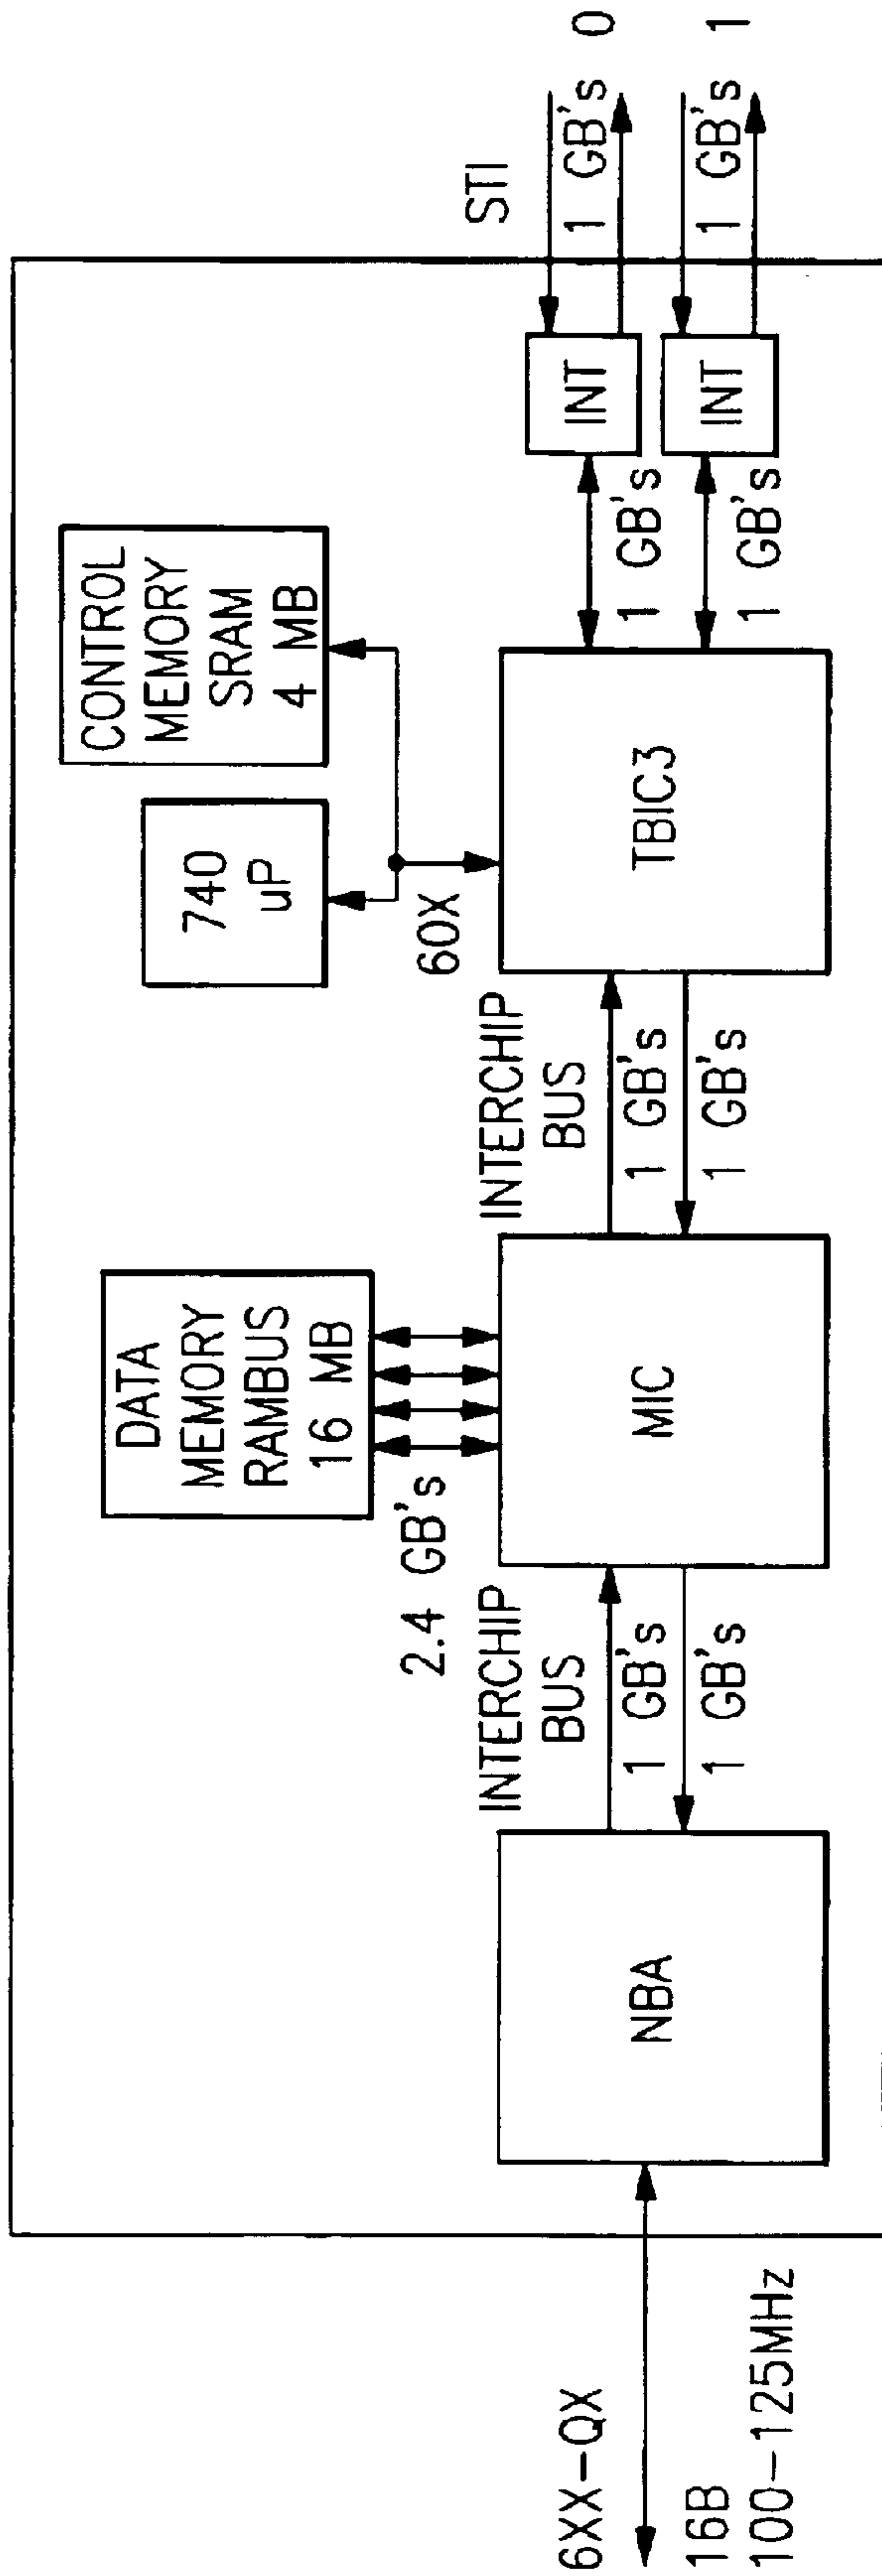 6XX-QX
16B
100-125MHz
NBA
INTERCHIP
BUS
1 GB's
1 GB's
DATA
MEMORY
RAMBUS
16 MB
2.4 GB's
MIC
INTERCHIP
BUS
1 GB's
1 GB's
740
uP
CONTROL
MEMORY
SRAM
4 MB
60X
TBIC3
1 GB's
1 GB's
INT
INT
STI
1 GB's 0
1 GB's 1